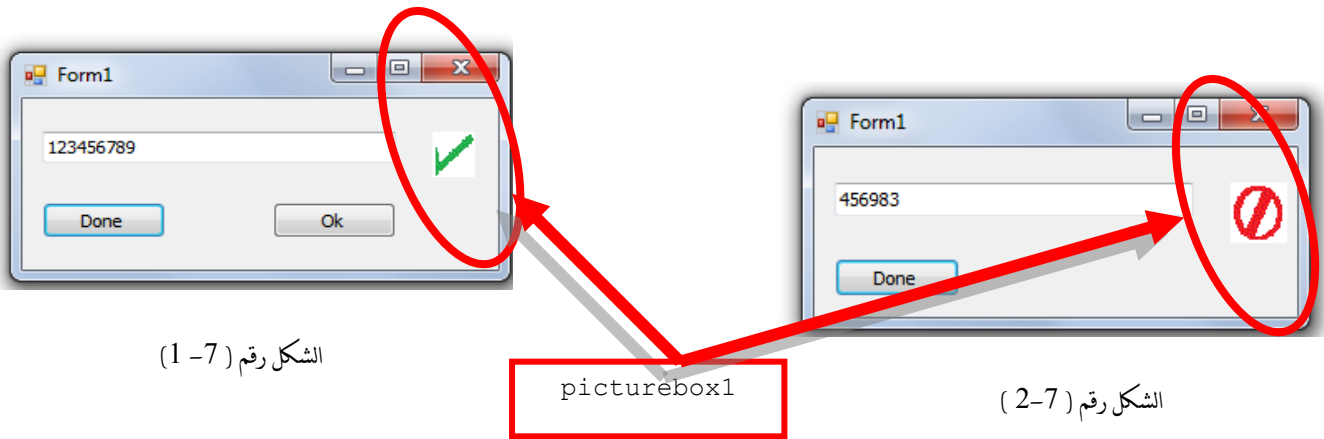 Form1
123456789
Done
Ok
الشكل رقم ( 7– 1)
Form1
456983
Done
الشكل رقم ( 7–2 )
picturebox1